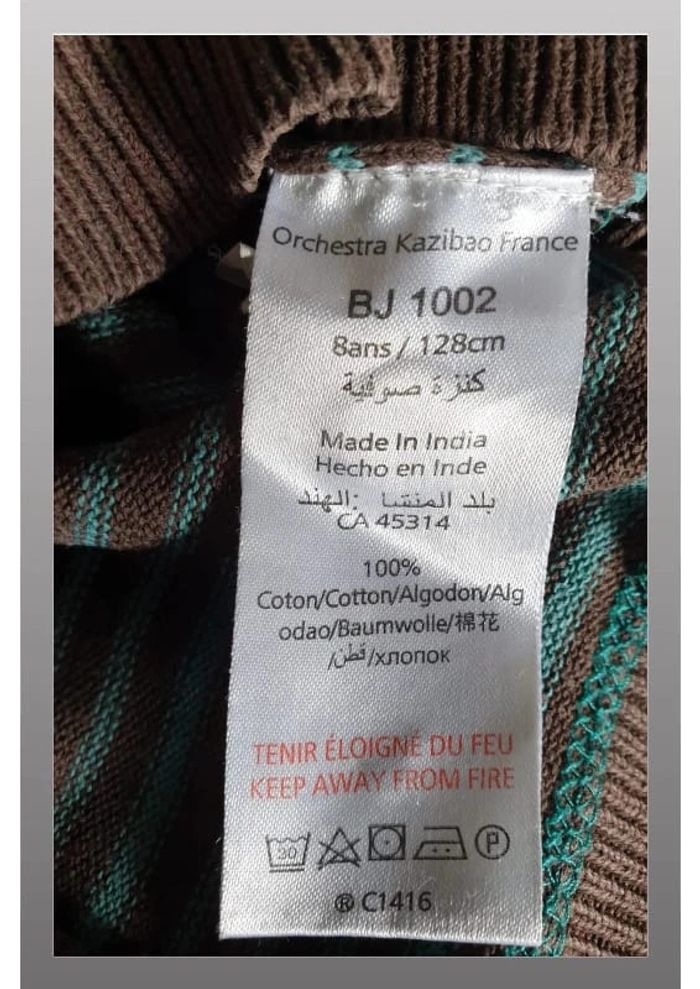 Orchestra Kazibao France
BJ 1002
8ans / 128cm
كنزة صوفية
Made In India
Hecho en Inde
بلد المنشأ :الهند
CA 45314
100%
Coton/Cotton/Algodon/Alg
odao/Baumwolle/棉花
/قطن/хлопок
TENIR ÉLOIGNÉ DU FEU
KEEP AWAY FROM FIRE
30 P
® C1416